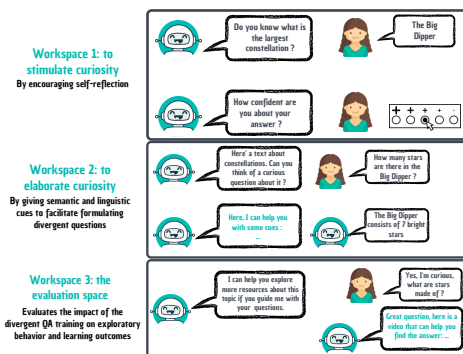 Workspace 1: to
stimulate curiosity
By encouraging self-reflection
Do you know what is
the largest
constellation ?
The Big
Dipper
How confident are
you about your
answer ?
+ + + + -
Workspace 2: to
elaborate curiosity
By giving semantic and linguistic
cues to facilitate formulating
divergent questions
Here' a text about
constellations. Can you
think of a curious
question about it ?
How many stars
are there in the
Big Dipper ?
Here, I can help you
with some cues :
...
The Big Dipper
consists of 7 bright
stars
Workspace 3: the
evaluation space
Evaluates the impact of the
divergent QA training on exploratory
behavior and learning outcomes
I can help you explore
more resources about this
topic if you guide me with
your questions.
Yes, I'm curious,
what are stars
made of ?
Great question, here is a
video that can help you
find the answer: ...